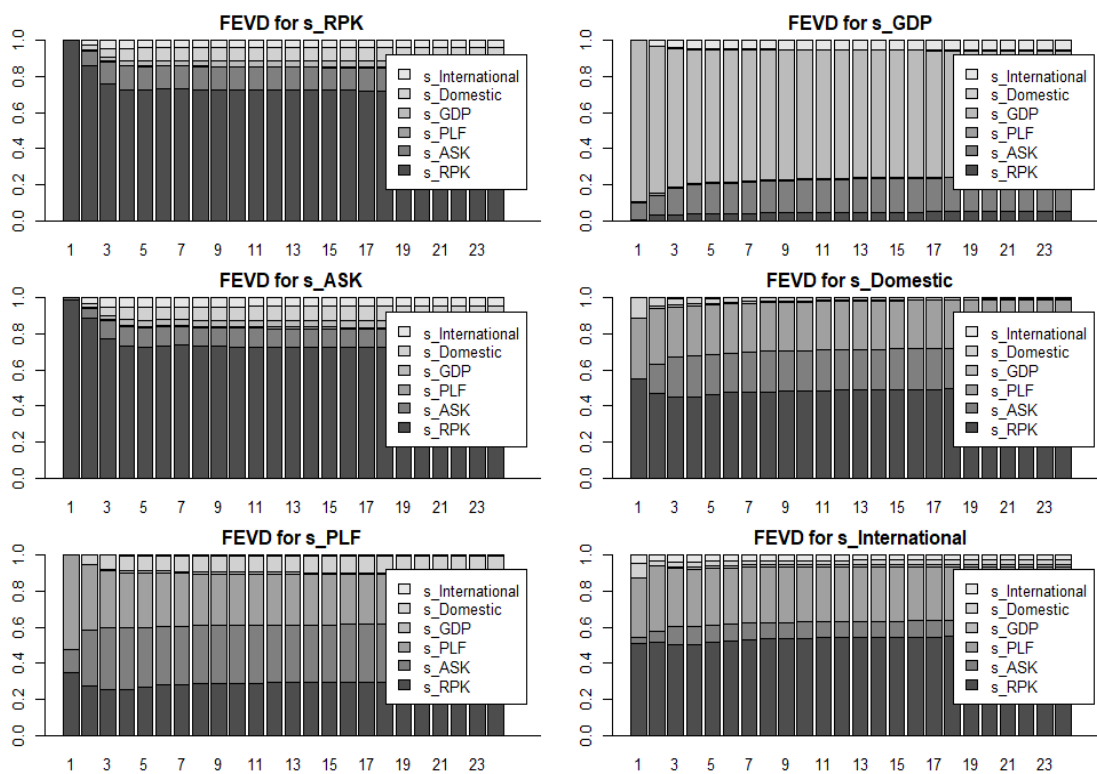 FEVD for s_RPK
0.0 0.2 0.4 0.6 0.8 1.0
s_International
s_Domestic
s_GDP
s_PLF
s_ASK
s_RPK
1 3 5 7 9 11 13 15 17 19 21 23
FEVD for s_GDP
0.0 0.2 0.4 0.6 0.8 1.0
s_International
s_Domestic
s_GDP
s_PLF
s_ASK
s_RPK
1 3 5 7 9 11 13 15 17 19 21 23
FEVD for s_ASK
0.0 0.2 0.4 0.6 0.8 1.0
s_International
s_Domestic
s_GDP
s_PLF
s_ASK
s_RPK
1 3 5 7 9 11 13 15 17 19 21 23
FEVD for s_Domestic
0.0 0.2 0.4 0.6 0.8 1.0
s_International
s_Domestic
s_GDP
s_PLF
s_ASK
s_RPK
1 3 5 7 9 11 13 15 17 19 21 23
FEVD for s_PLF
0.0 0.2 0.4 0.6 0.8 1.0
s_International
s_Domestic
s_GDP
s_PLF
s_ASK
s_RPK
1 3 5 7 9 11 13 15 17 19 21 23
FEVD for s_International
0.0 0.2 0.4 0.6 0.8 1.0
s_International
s_Domestic
s_GDP
s_PLF
s_ASK
s_RPK
1 3 5 7 9 11 13 15 17 19 21 23